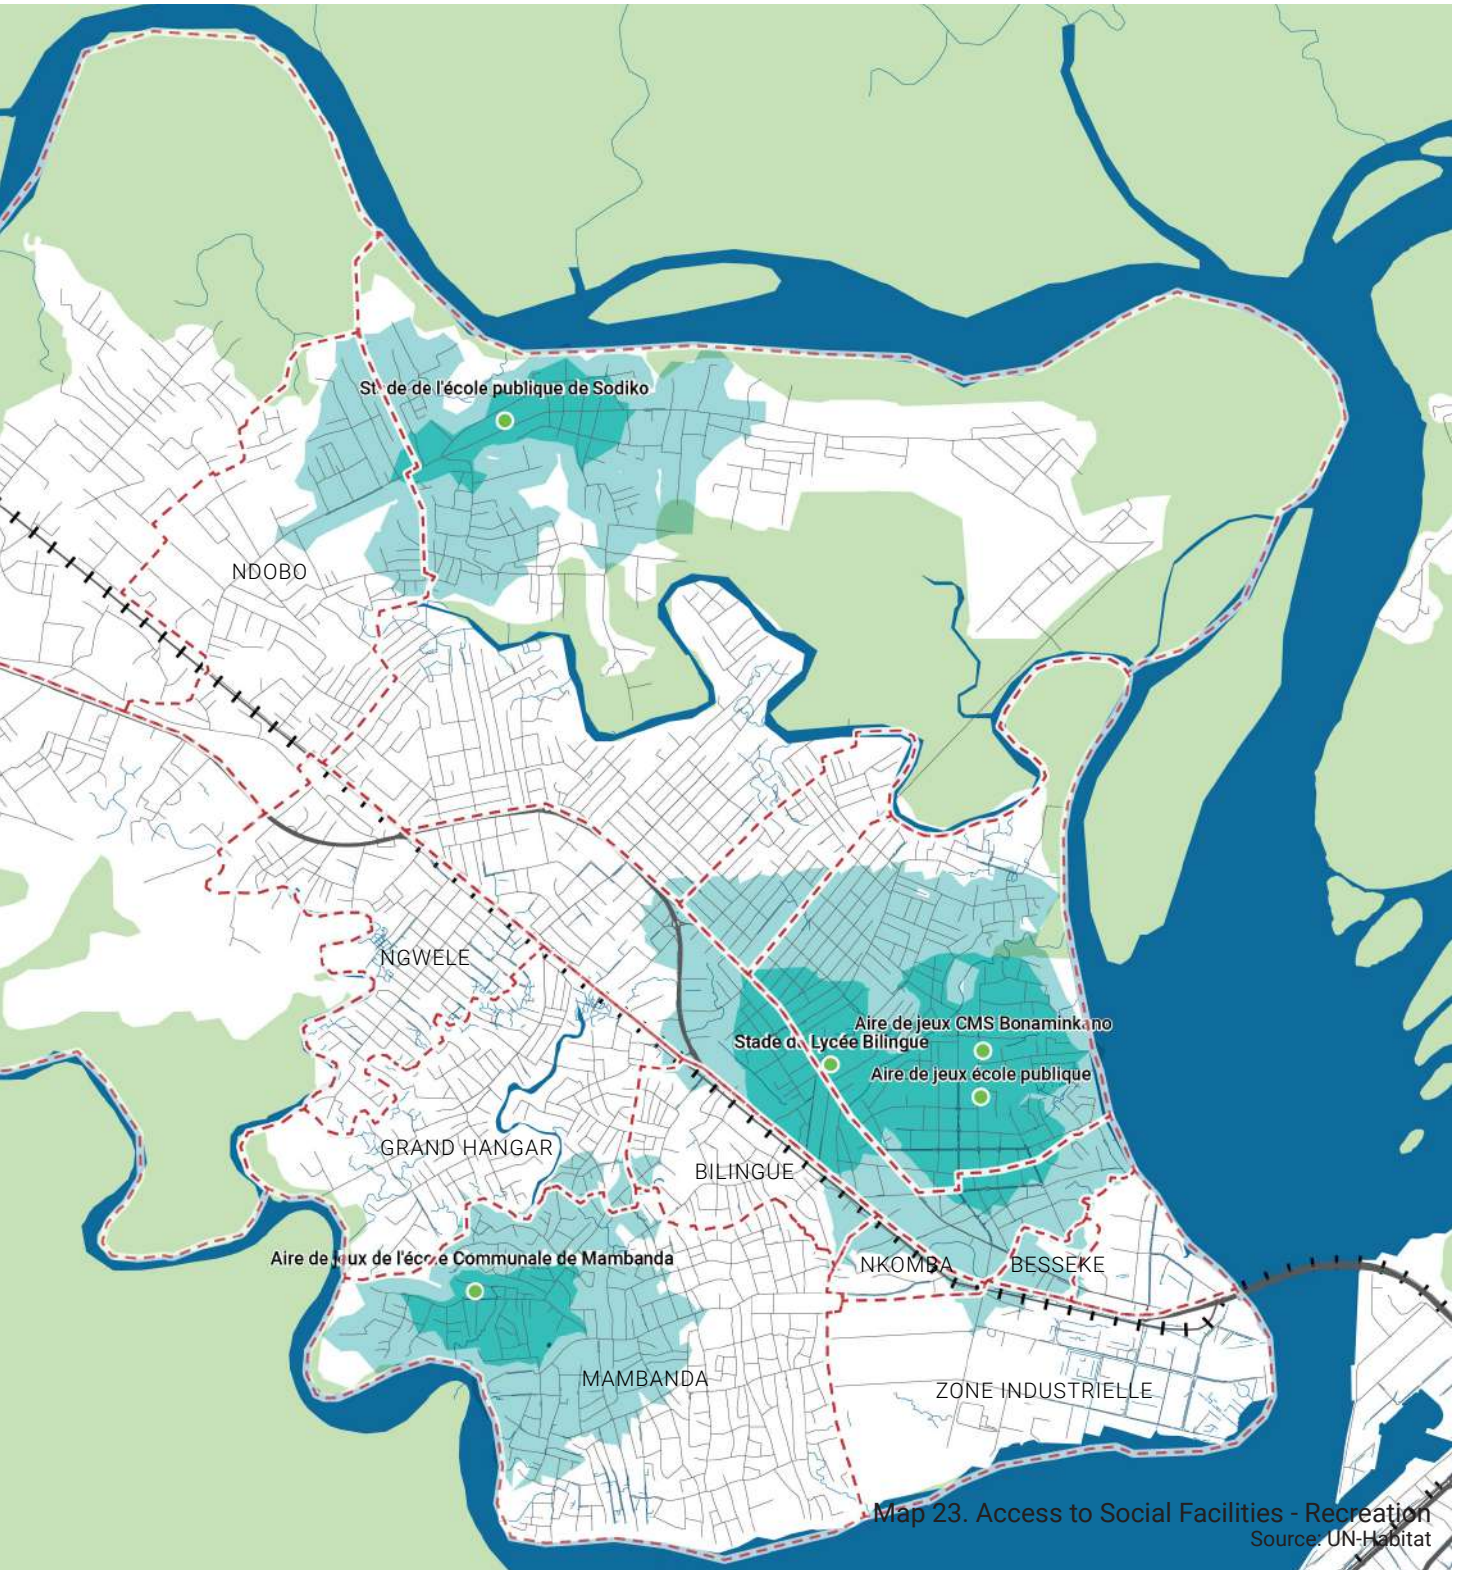 Stade de l'école publique de Sodiko
NDOBO
NGWELE
Aire de jeux CMS Bonaminkano
Stade du Lycée Bilingue
Aire de jeux école publique
GRAND HANGAR
BILINGUE
Aire de jeux de l'école Communale de Mambanda
NKOMBA
BESSEKE
MAMBANDA
ZONE INDUSTRIELLE
Map 23. Access to Social Facilities - Recreation
Source: UN-Habitat